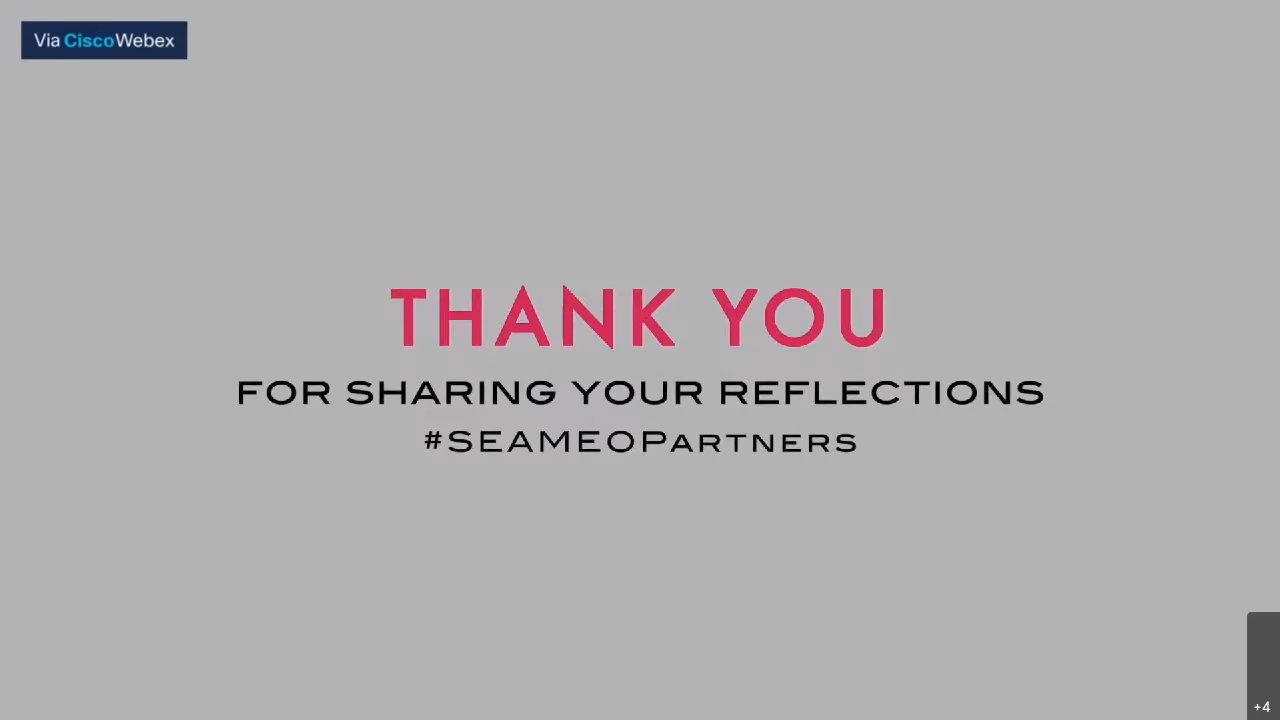 Via CiscoWebex
THANK YOU
FOR SHARING YOUR REFLECTIONS
#SEAMEOPARTNERS
+4